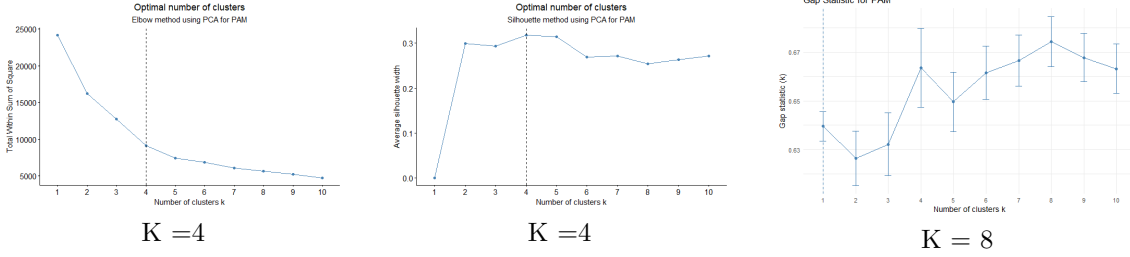 Optimal number of clusters
Elbow method using PCA for PAM
Total Within Sum of Square
25000
20000
15000
10000
5000
1 2 3 4 5 6 7 8 9 10
Number of clusters k
K =4
Optimal number of clusters
Silhouette method using PCA for PAM
Average silhouette width
0.3
0.2
0.1
0.0
1 2 3 4 5 6 7 8 9 10
Number of clusters k
K =4
Gap Statistic for PAM
Gap statistic (k)
0.67
0.65
0.63
1 2 3 4 5 6 7 8 9 10
Number of clusters k
K = 8